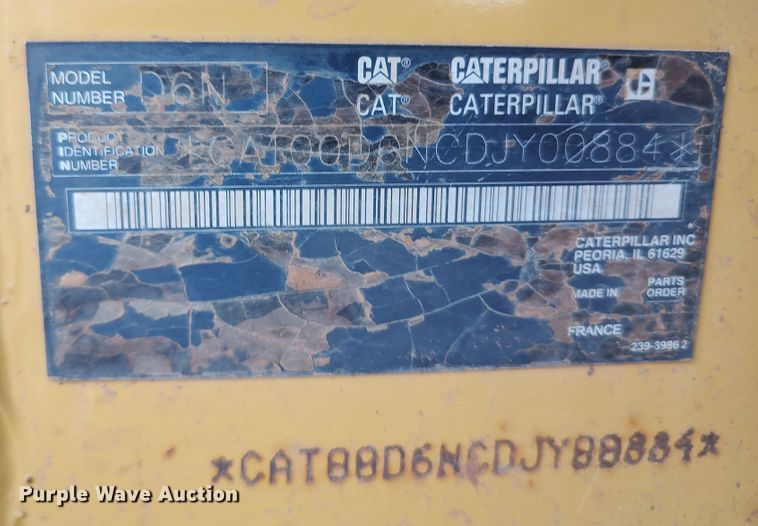 MODEL NUMBER D6N
CAT® CATERPILLAR®
CAT® CATERPILLAR®
PRODUCT IDENTIFICATION NUMBER *CAT00D6NCDJY00884*
CATERPILLAR INC
PEORIA, IL 61629
USA
MADE IN PARTS ORDER
FRANCE
239-3986 2
*CAT00D6NCDJY00884*
Purple Wave Auction